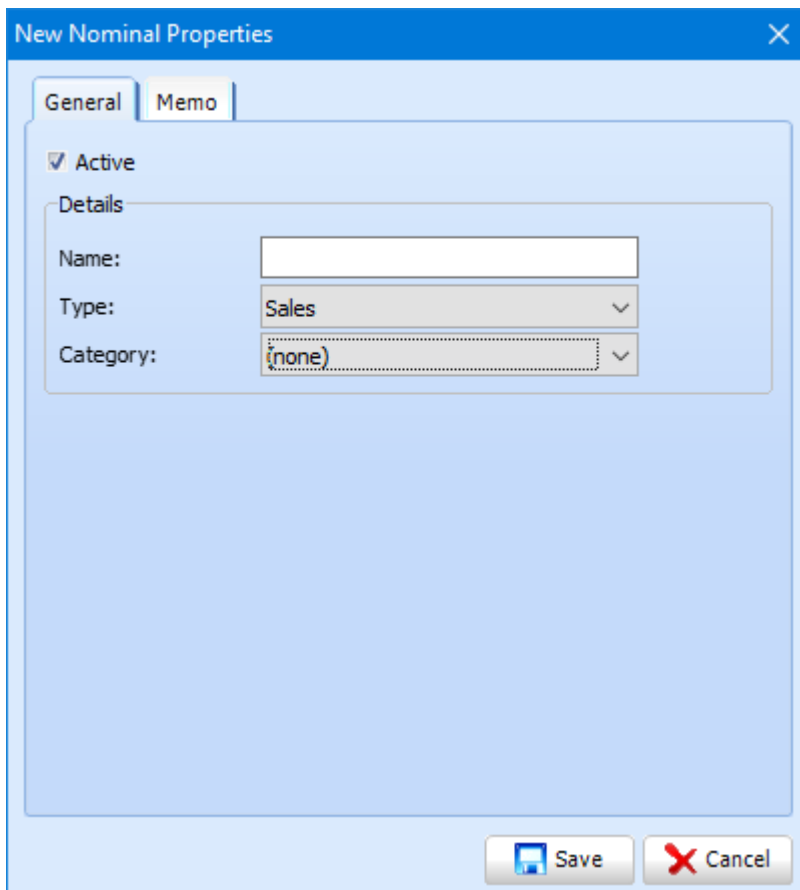 New Nominal Properties
General Memo
Active
Details
Name:
Type: Sales
Category: (none)
Save Cancel